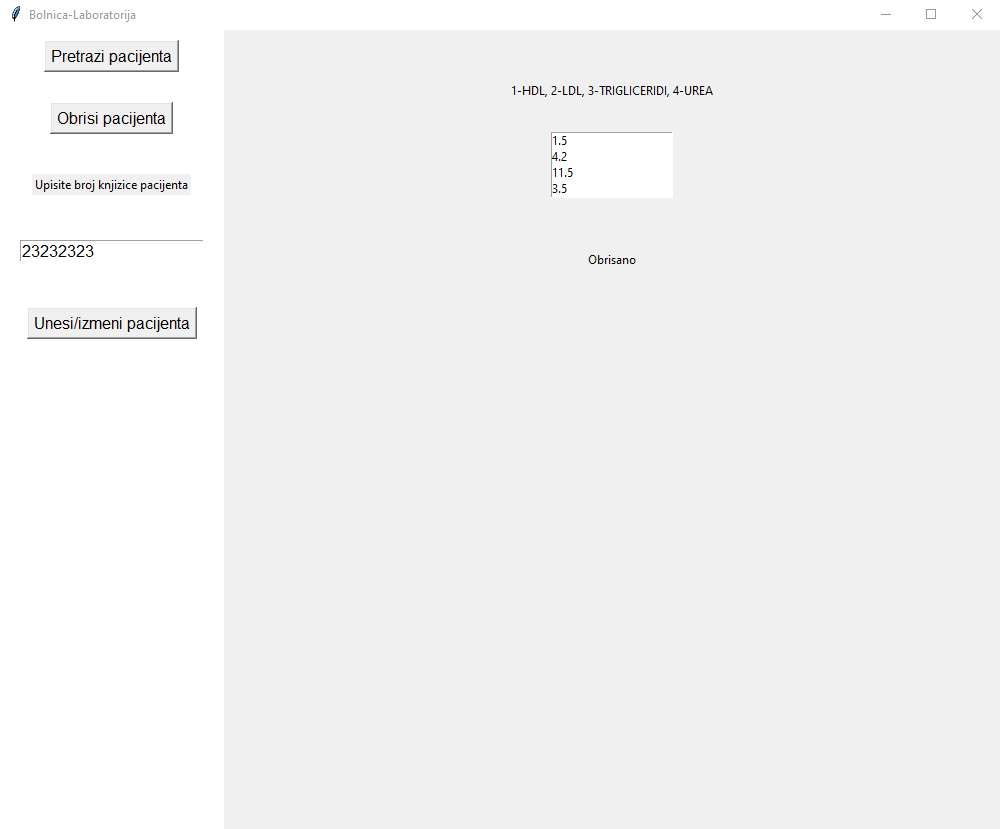 Bolnica-Laboratorija
Pretrazi pacijenta
Obrisi pacijenta
Upisite broj knjizice pacijenta
23232323
Unesi/izmeni pacijenta
1-HDL, 2-LDL, 3-TRIGLICERIDI, 4-UREA
1.5
4.2
11.5
3.5
Obrisano